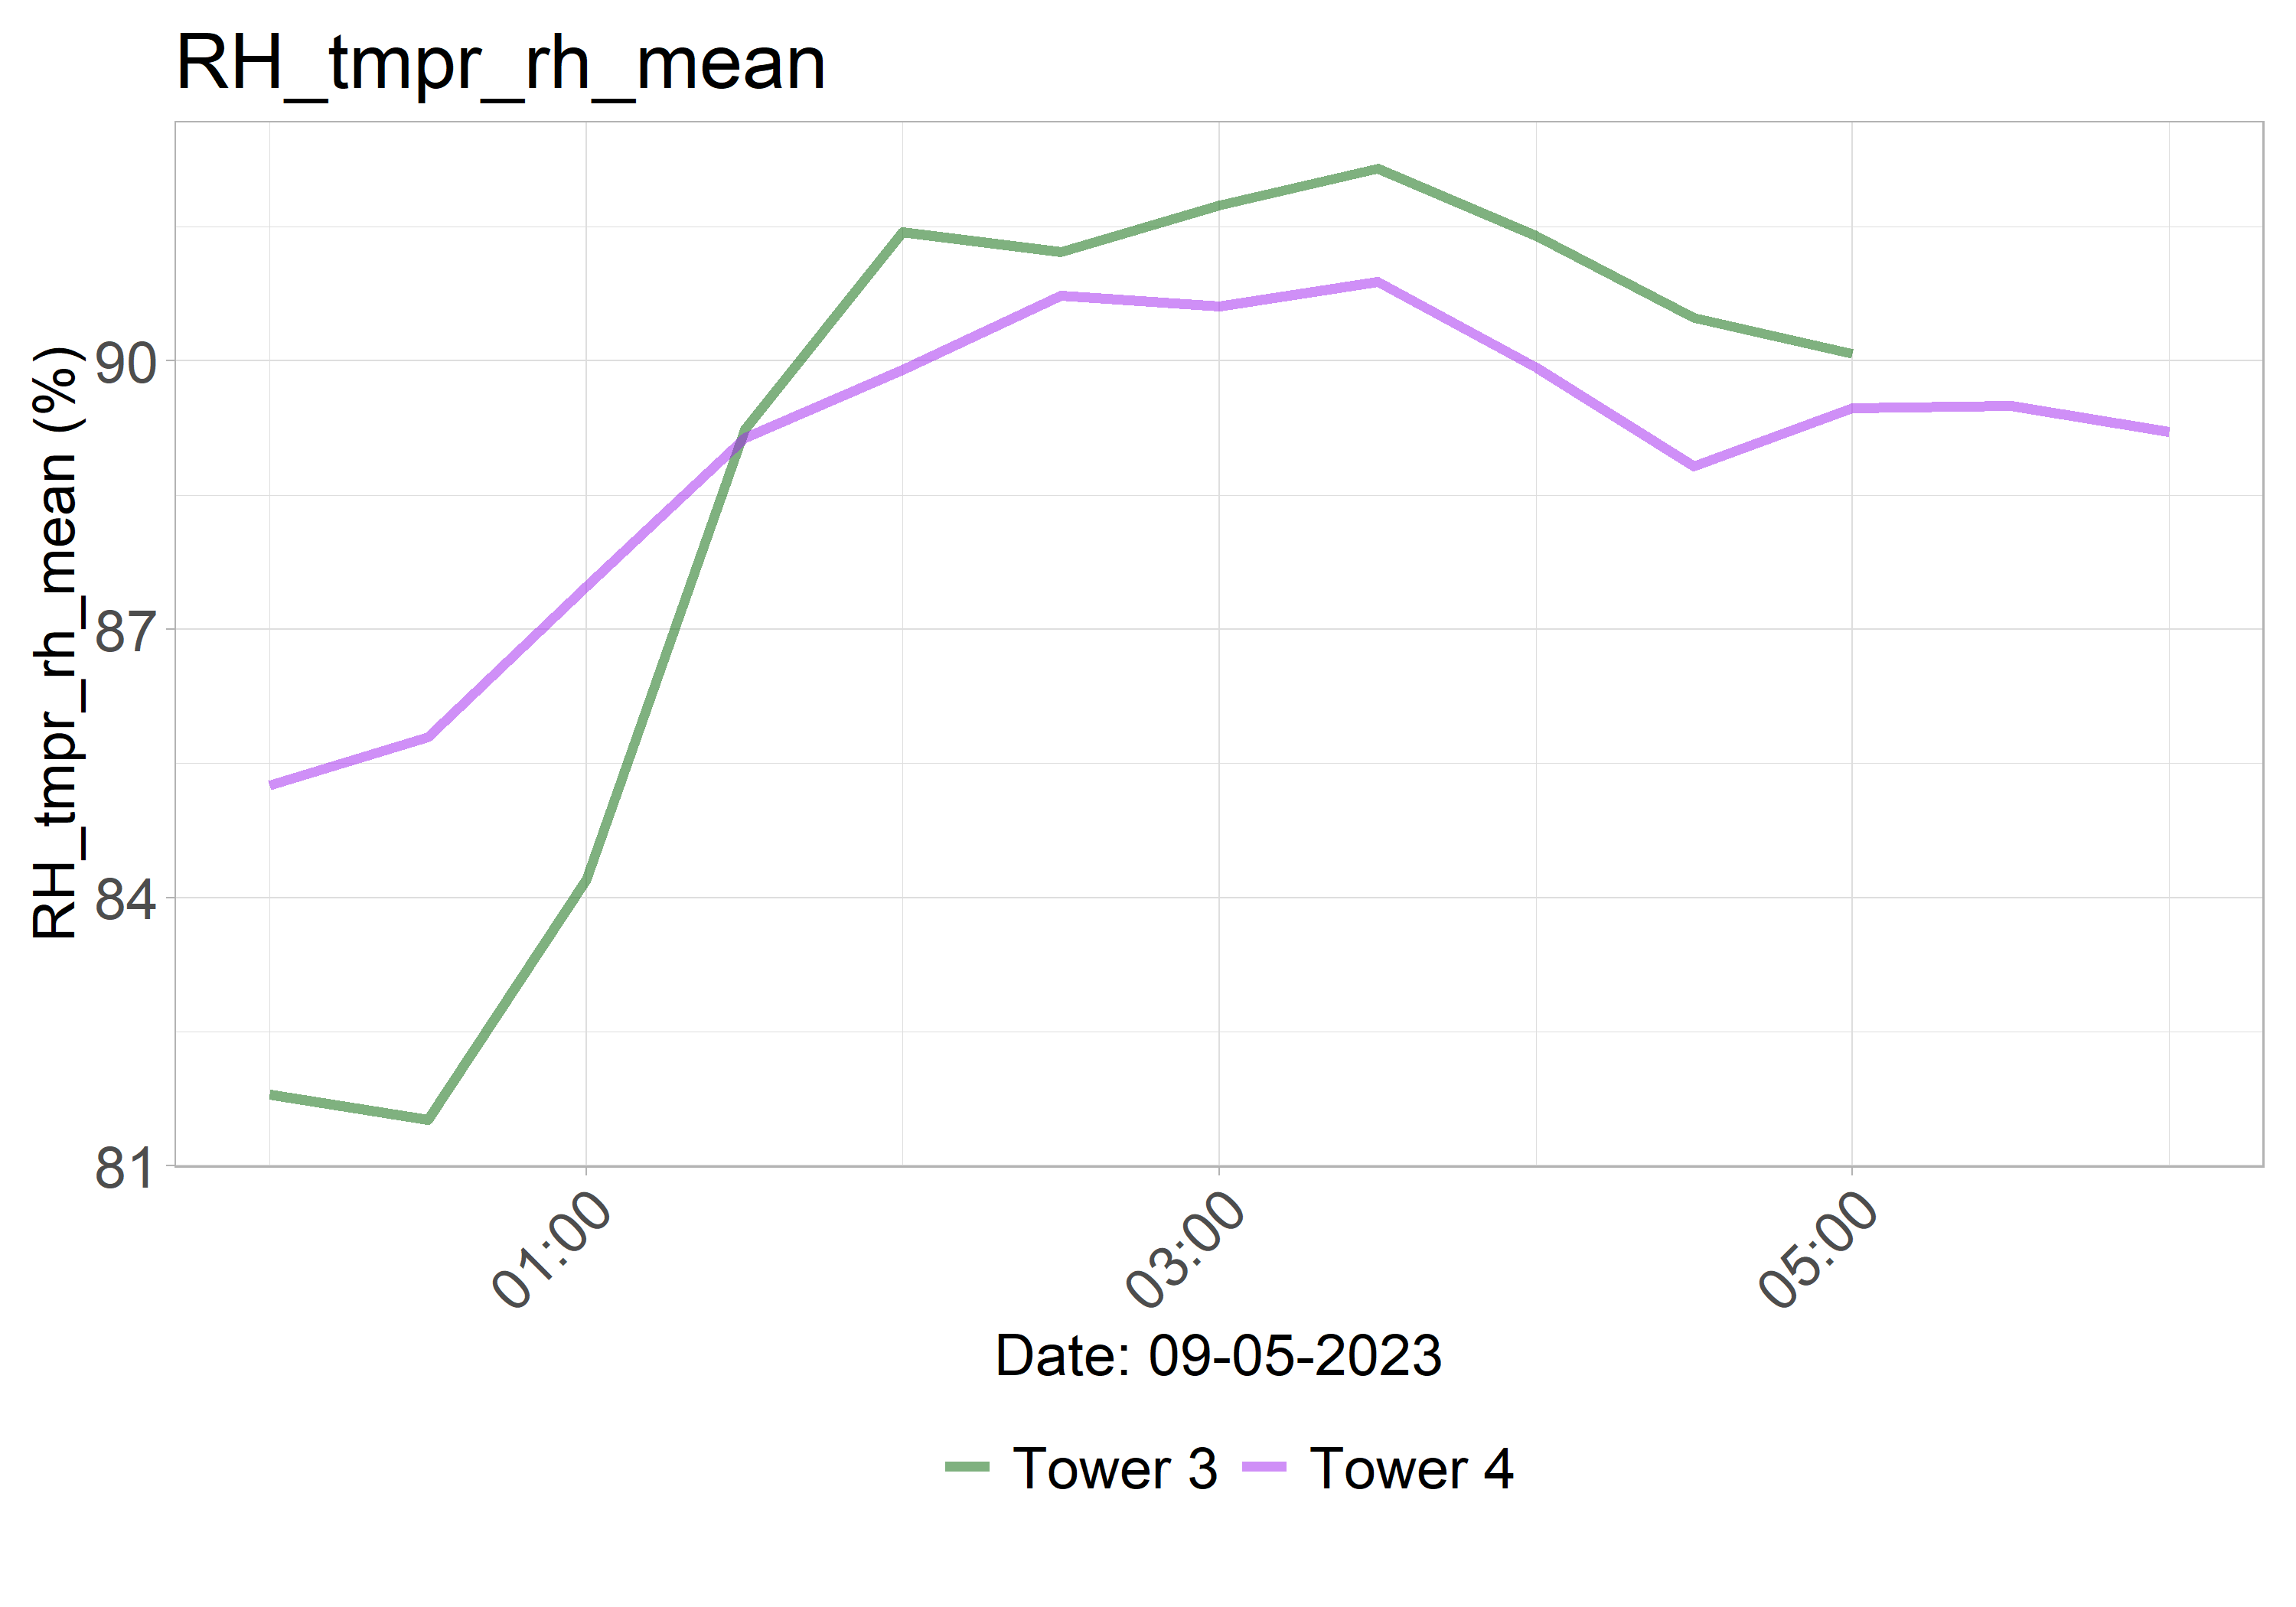 RH_tmpr_rh_mean
RH_tmpr_rh_mean (%)
90
87
84
81
01:00
03:00
05:00
Date: 09-05-2023
Tower 3
Tower 4